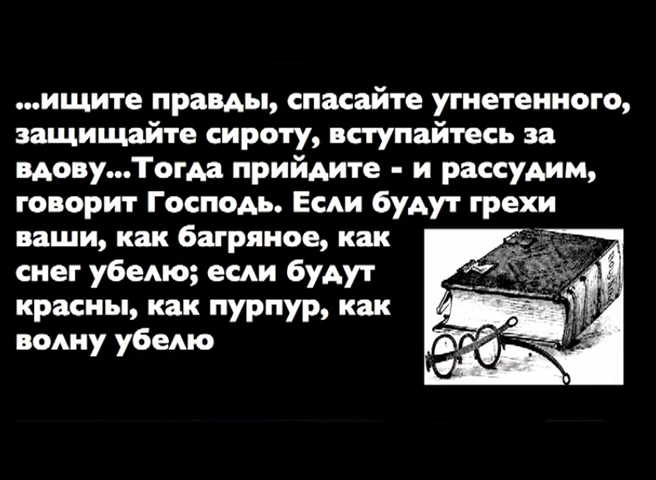 ...ищите правды, спасайте угнетенного,
защищайте сироту, вступайтесь за
вдову...Тогда прийдите - и рассудим,
говорит Господь. Если будут грехи
ваши, как багряное, как
снег убелю; если будут
красны, как пурпур, как
волну убелю